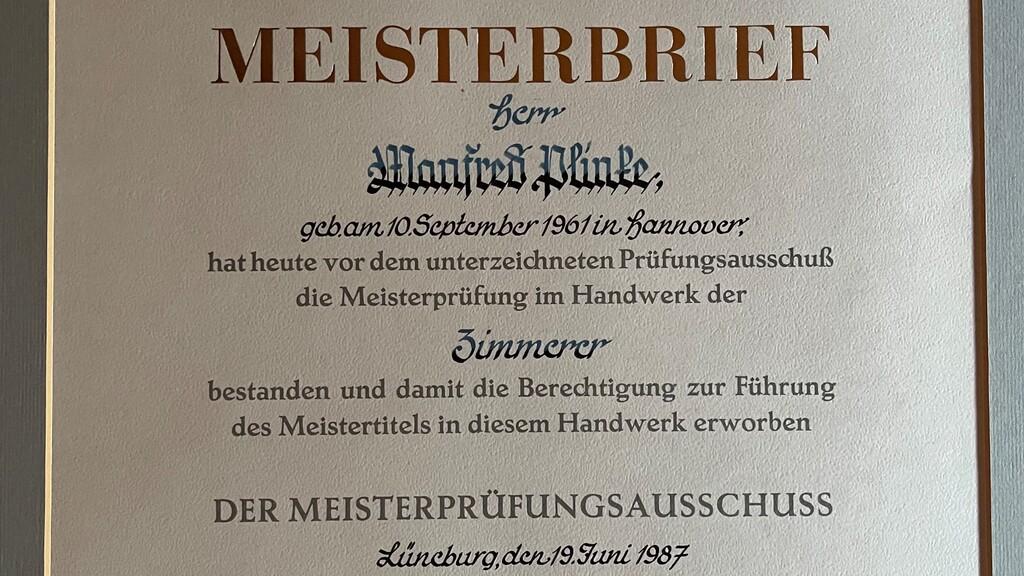 MEISTERBRIEF
Herr
Manfred Plinke,
geb. am 10. September 1961 in Hannover,
hat heute vor dem unterzeichneten Prüfungsausschuß
die Meisterprüfung im Handwerk der
Zimmerer
bestanden und damit die Berechtigung zur Führung
des Meistertitels in diesem Handwerk erworben
DER MEISTERPRÜFUNGSAUSSCHUSS
Lüneburg, den 19. Juni 1987